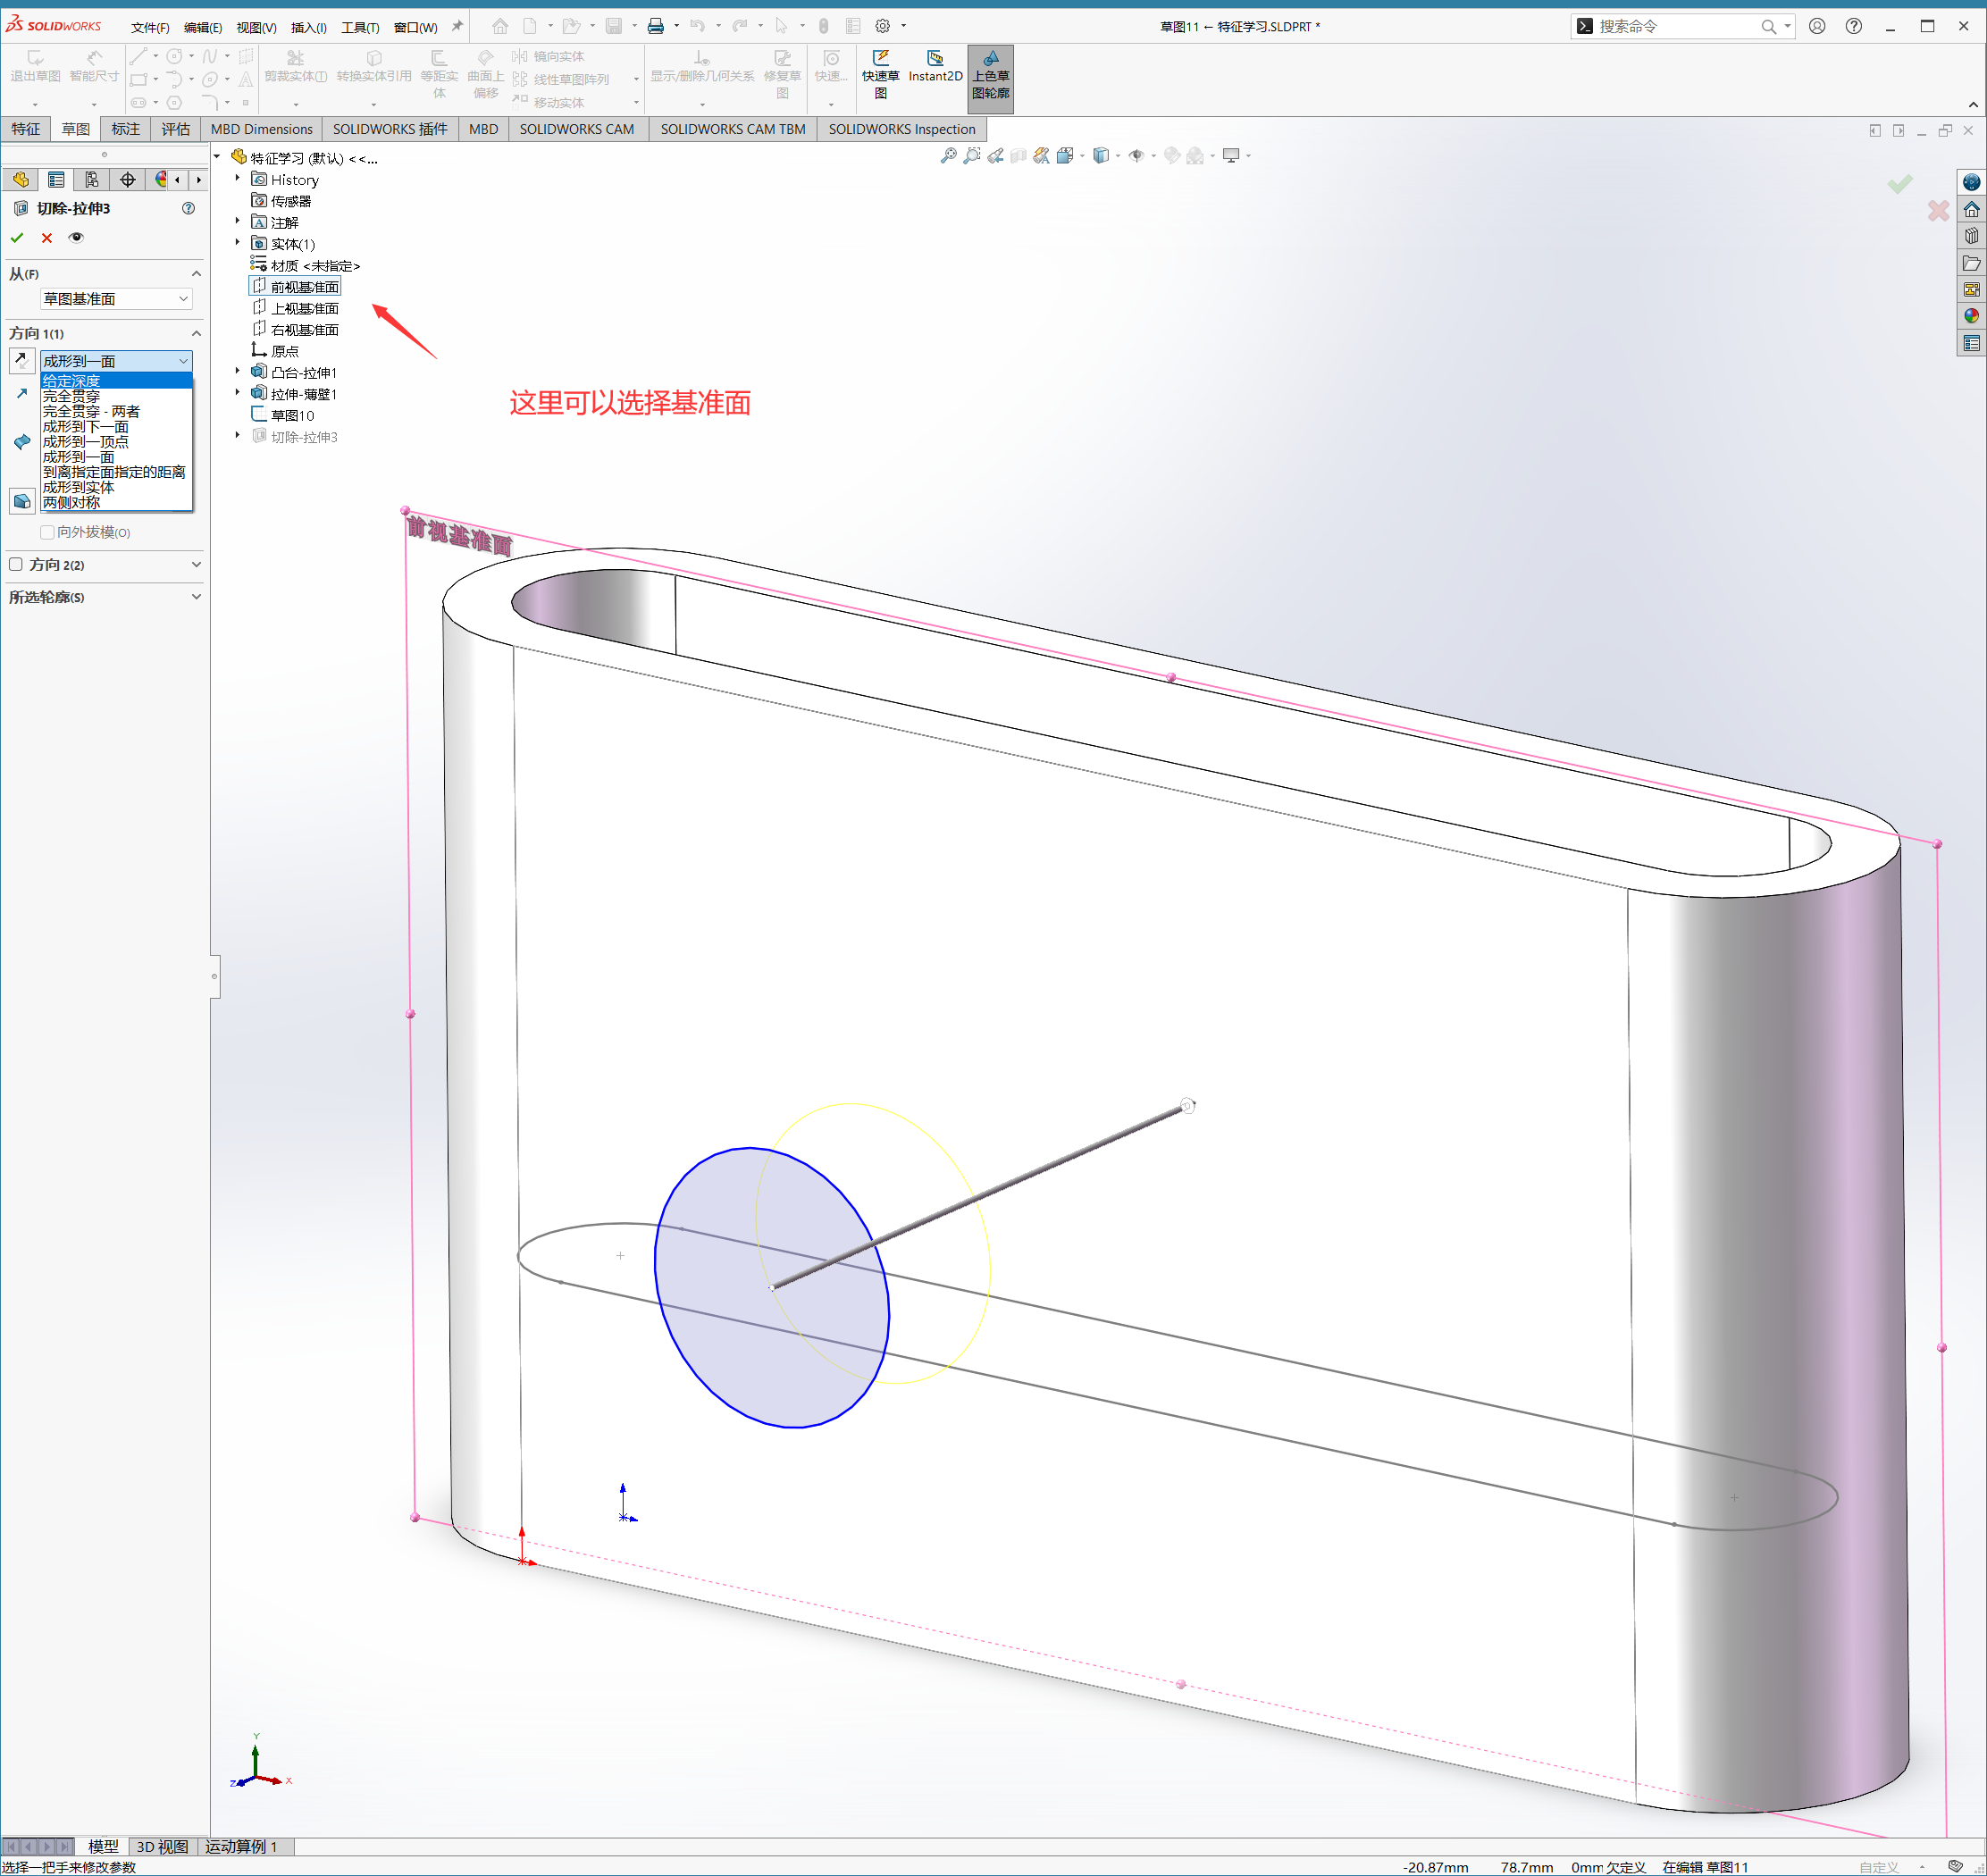 SOLIDWORKS 文件(F) 编辑(E) 视图(V) 插入(I) 工具(T) 窗口(W) 草图11 ← 特征学习.SLDPRT * 搜索命令
退出草图 智能尺寸 剪裁实体(T) 转换实体引用 等距实体 曲面上偏移 镜向实体 线性草图阵列 移动实体 显示/删除几何关系 修复草图 快速... 快速草图 Instant2D 上色草图轮廓
特征 草图 标注 评估 MBD Dimensions SOLIDWORKS 插件 MBD SOLIDWORKS CAM SOLIDWORKS CAM TBM SOLIDWORKS Inspection
切除-拉伸3
从(F)
草图基准面
方向 1(1)
成形到一面
给定深度
完全贯穿
完全贯穿 - 两者
成形到下一面
成形到一顶点
成形到一面
到离指定面指定的距离
成形到实体
两侧对称
向外拔模(O)
方向 2(2)
所选轮廓(S)
特征学习 (默认) <<...
History
传感器
注解
实体(1)
材质 <未指定>
前视基准面
上视基准面
右视基准面
原点
凸台-拉伸1
拉伸-薄壁1
草图10
切除-拉伸3
这里可以选择基准面
前视基准面
Y
Z
X
模型 3D 视图 运动算例 1
选择一把手来修改参数 -20.87mm 78.7mm 0mm 欠定义 在编辑 草图11 自定义